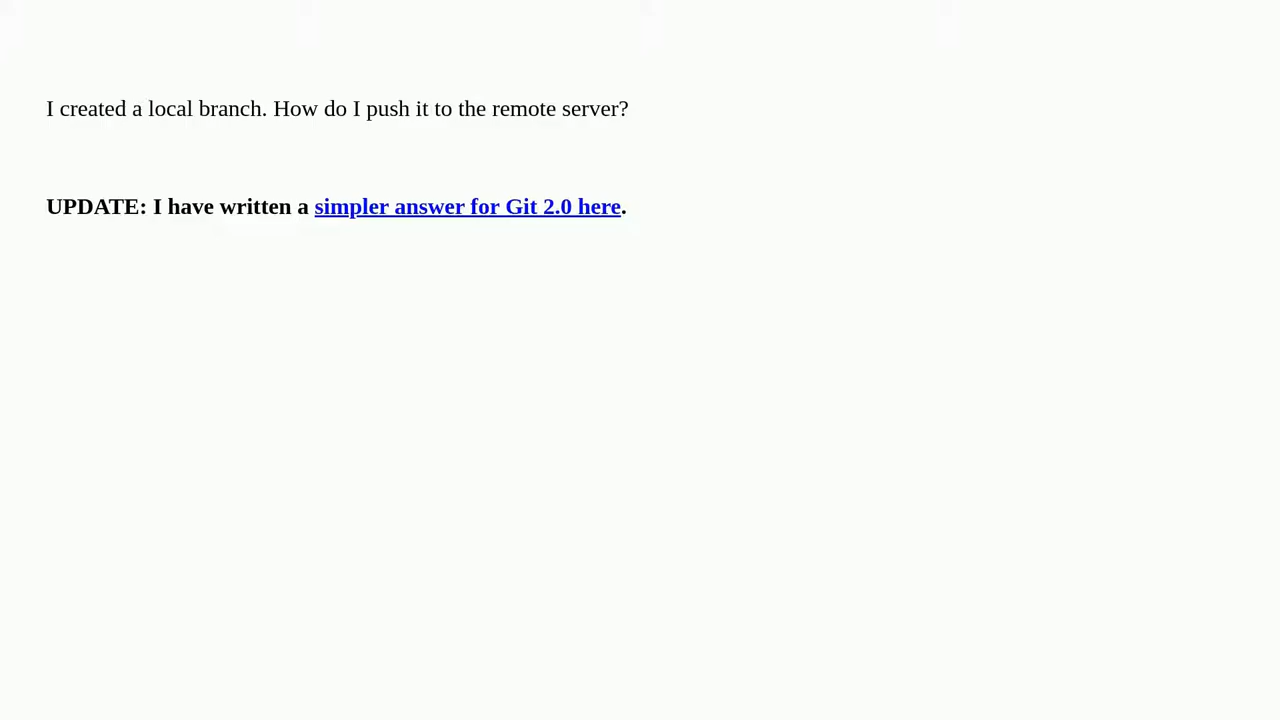 I created a local branch. How do I push it to the remote server?
UPDATE: I have written a simpler answer for Git 2.0 here.